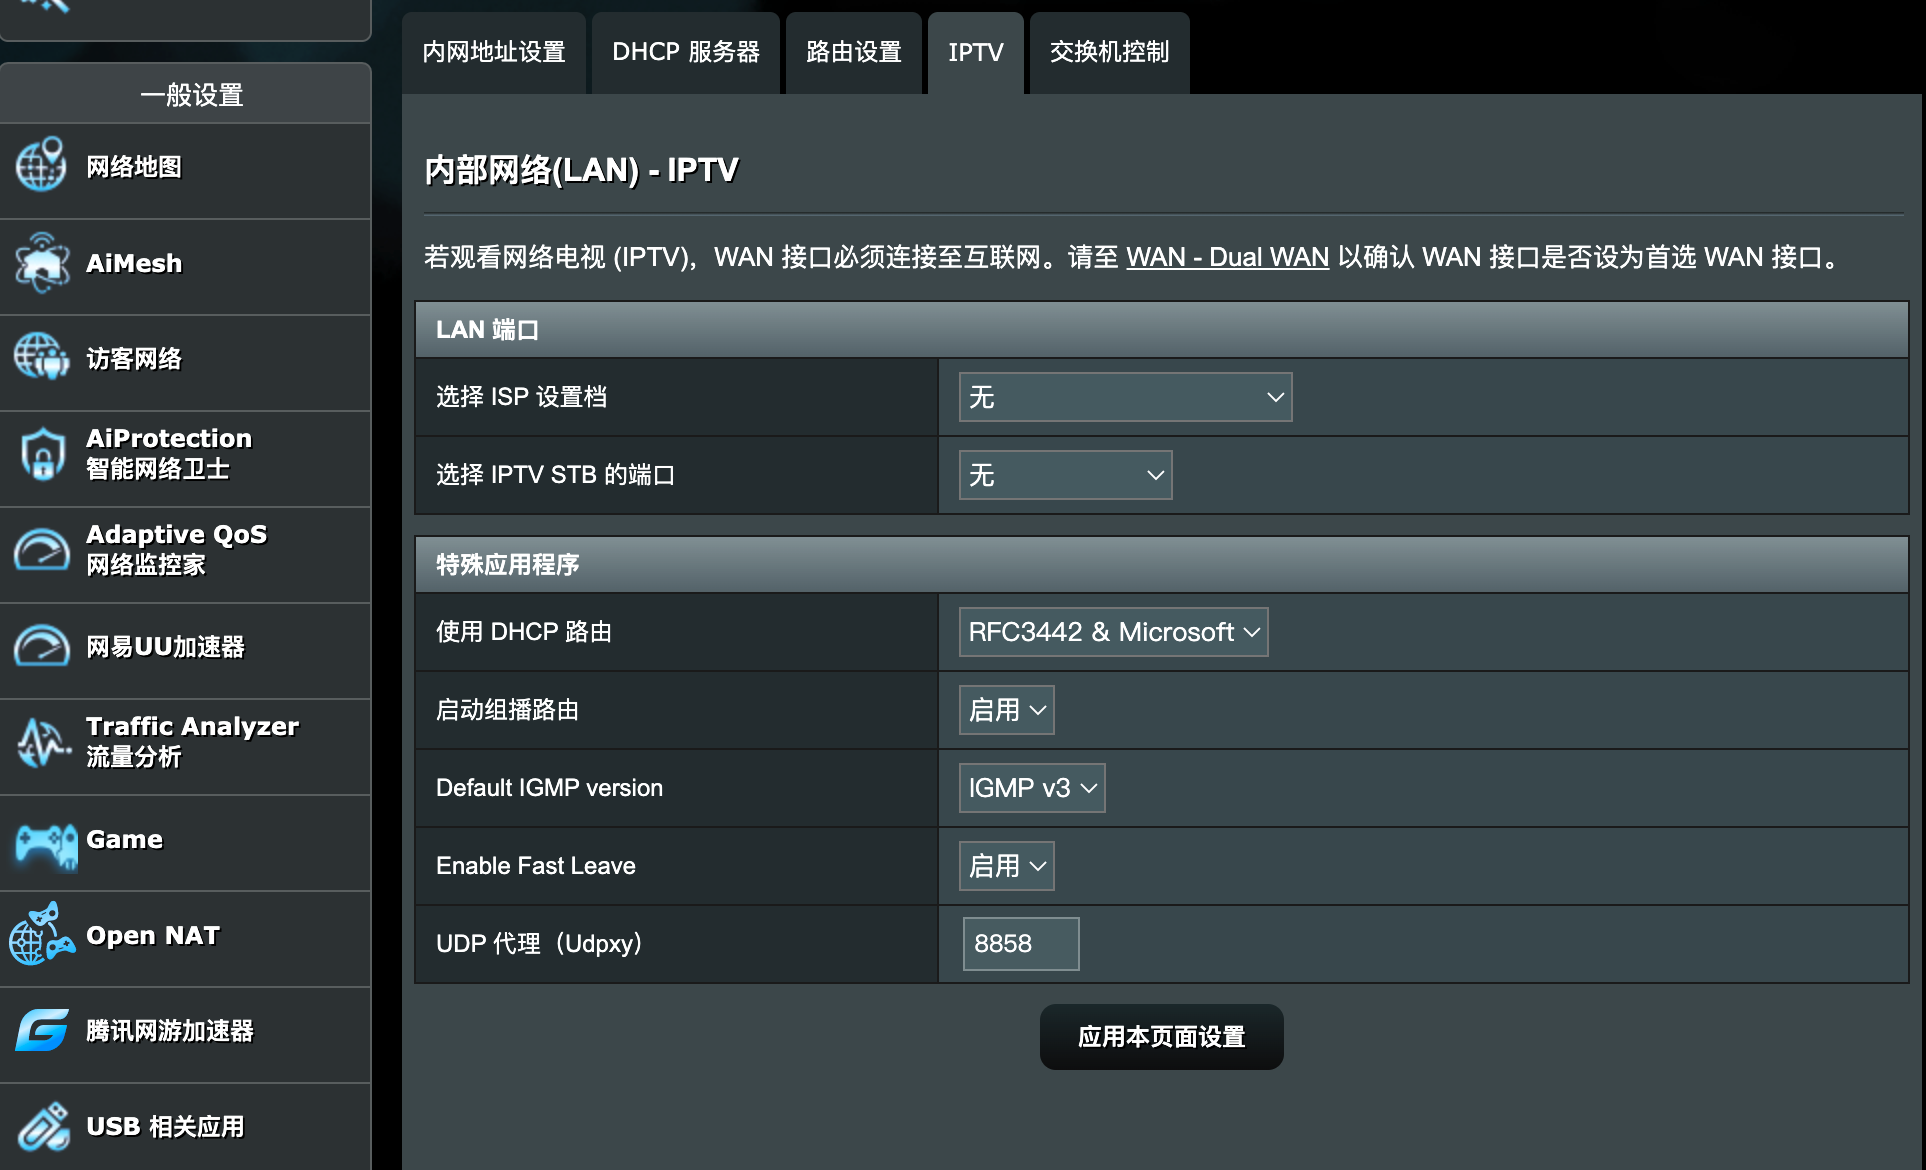 一般设置
网络地图
AiMesh
访客网络
AiProtection
智能网络卫士
Adaptive QoS
网络监控家
网易UU加速器
Traffic Analyzer
流量分析
Game
Open NAT
腾讯网游加速器
USB 相关应用
内网地址设置
DHCP 服务器
路由设置
IPTV
交换机控制
内部网络(LAN) - IPTV
若观看网络电视 (IPTV)，WAN 接口必须连接至互联网。请至 WAN - Dual WAN 以确认 WAN 接口是否设为首选 WAN 接口。
LAN 端口
选择 ISP 设置档
无
选择 IPTV STB 的端口
无
特殊应用程序
使用 DHCP 路由
RFC3442 & Microsoft
启动组播路由
启用
Default IGMP version
IGMP v3
Enable Fast Leave
启用
UDP 代理（Udpxy）
8858
应用本页面设置